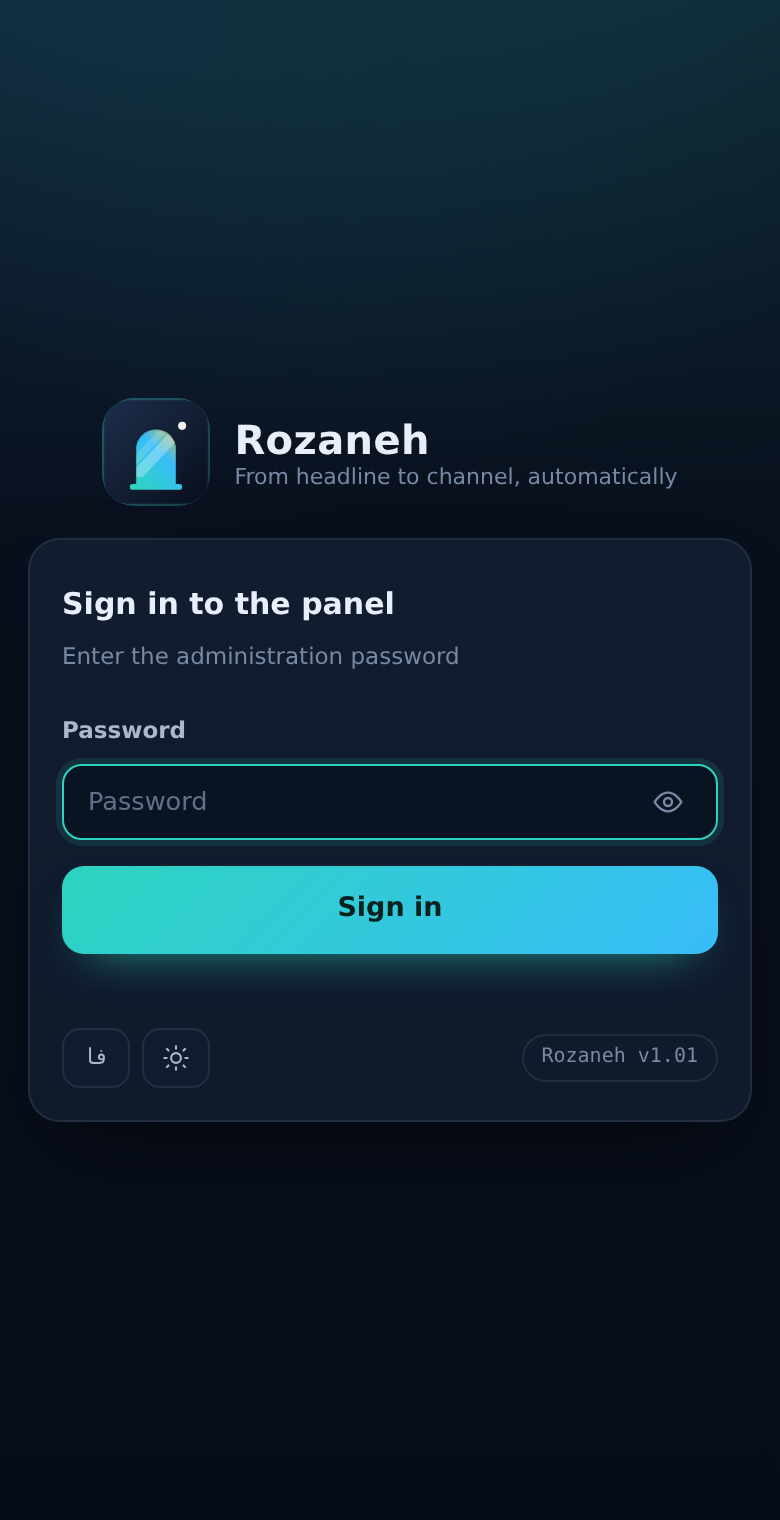 Rozaneh
From headline to channel, automatically
Sign in to the panel
Enter the administration password
Password
Password
Sign in
فا
Rozaneh v1.01